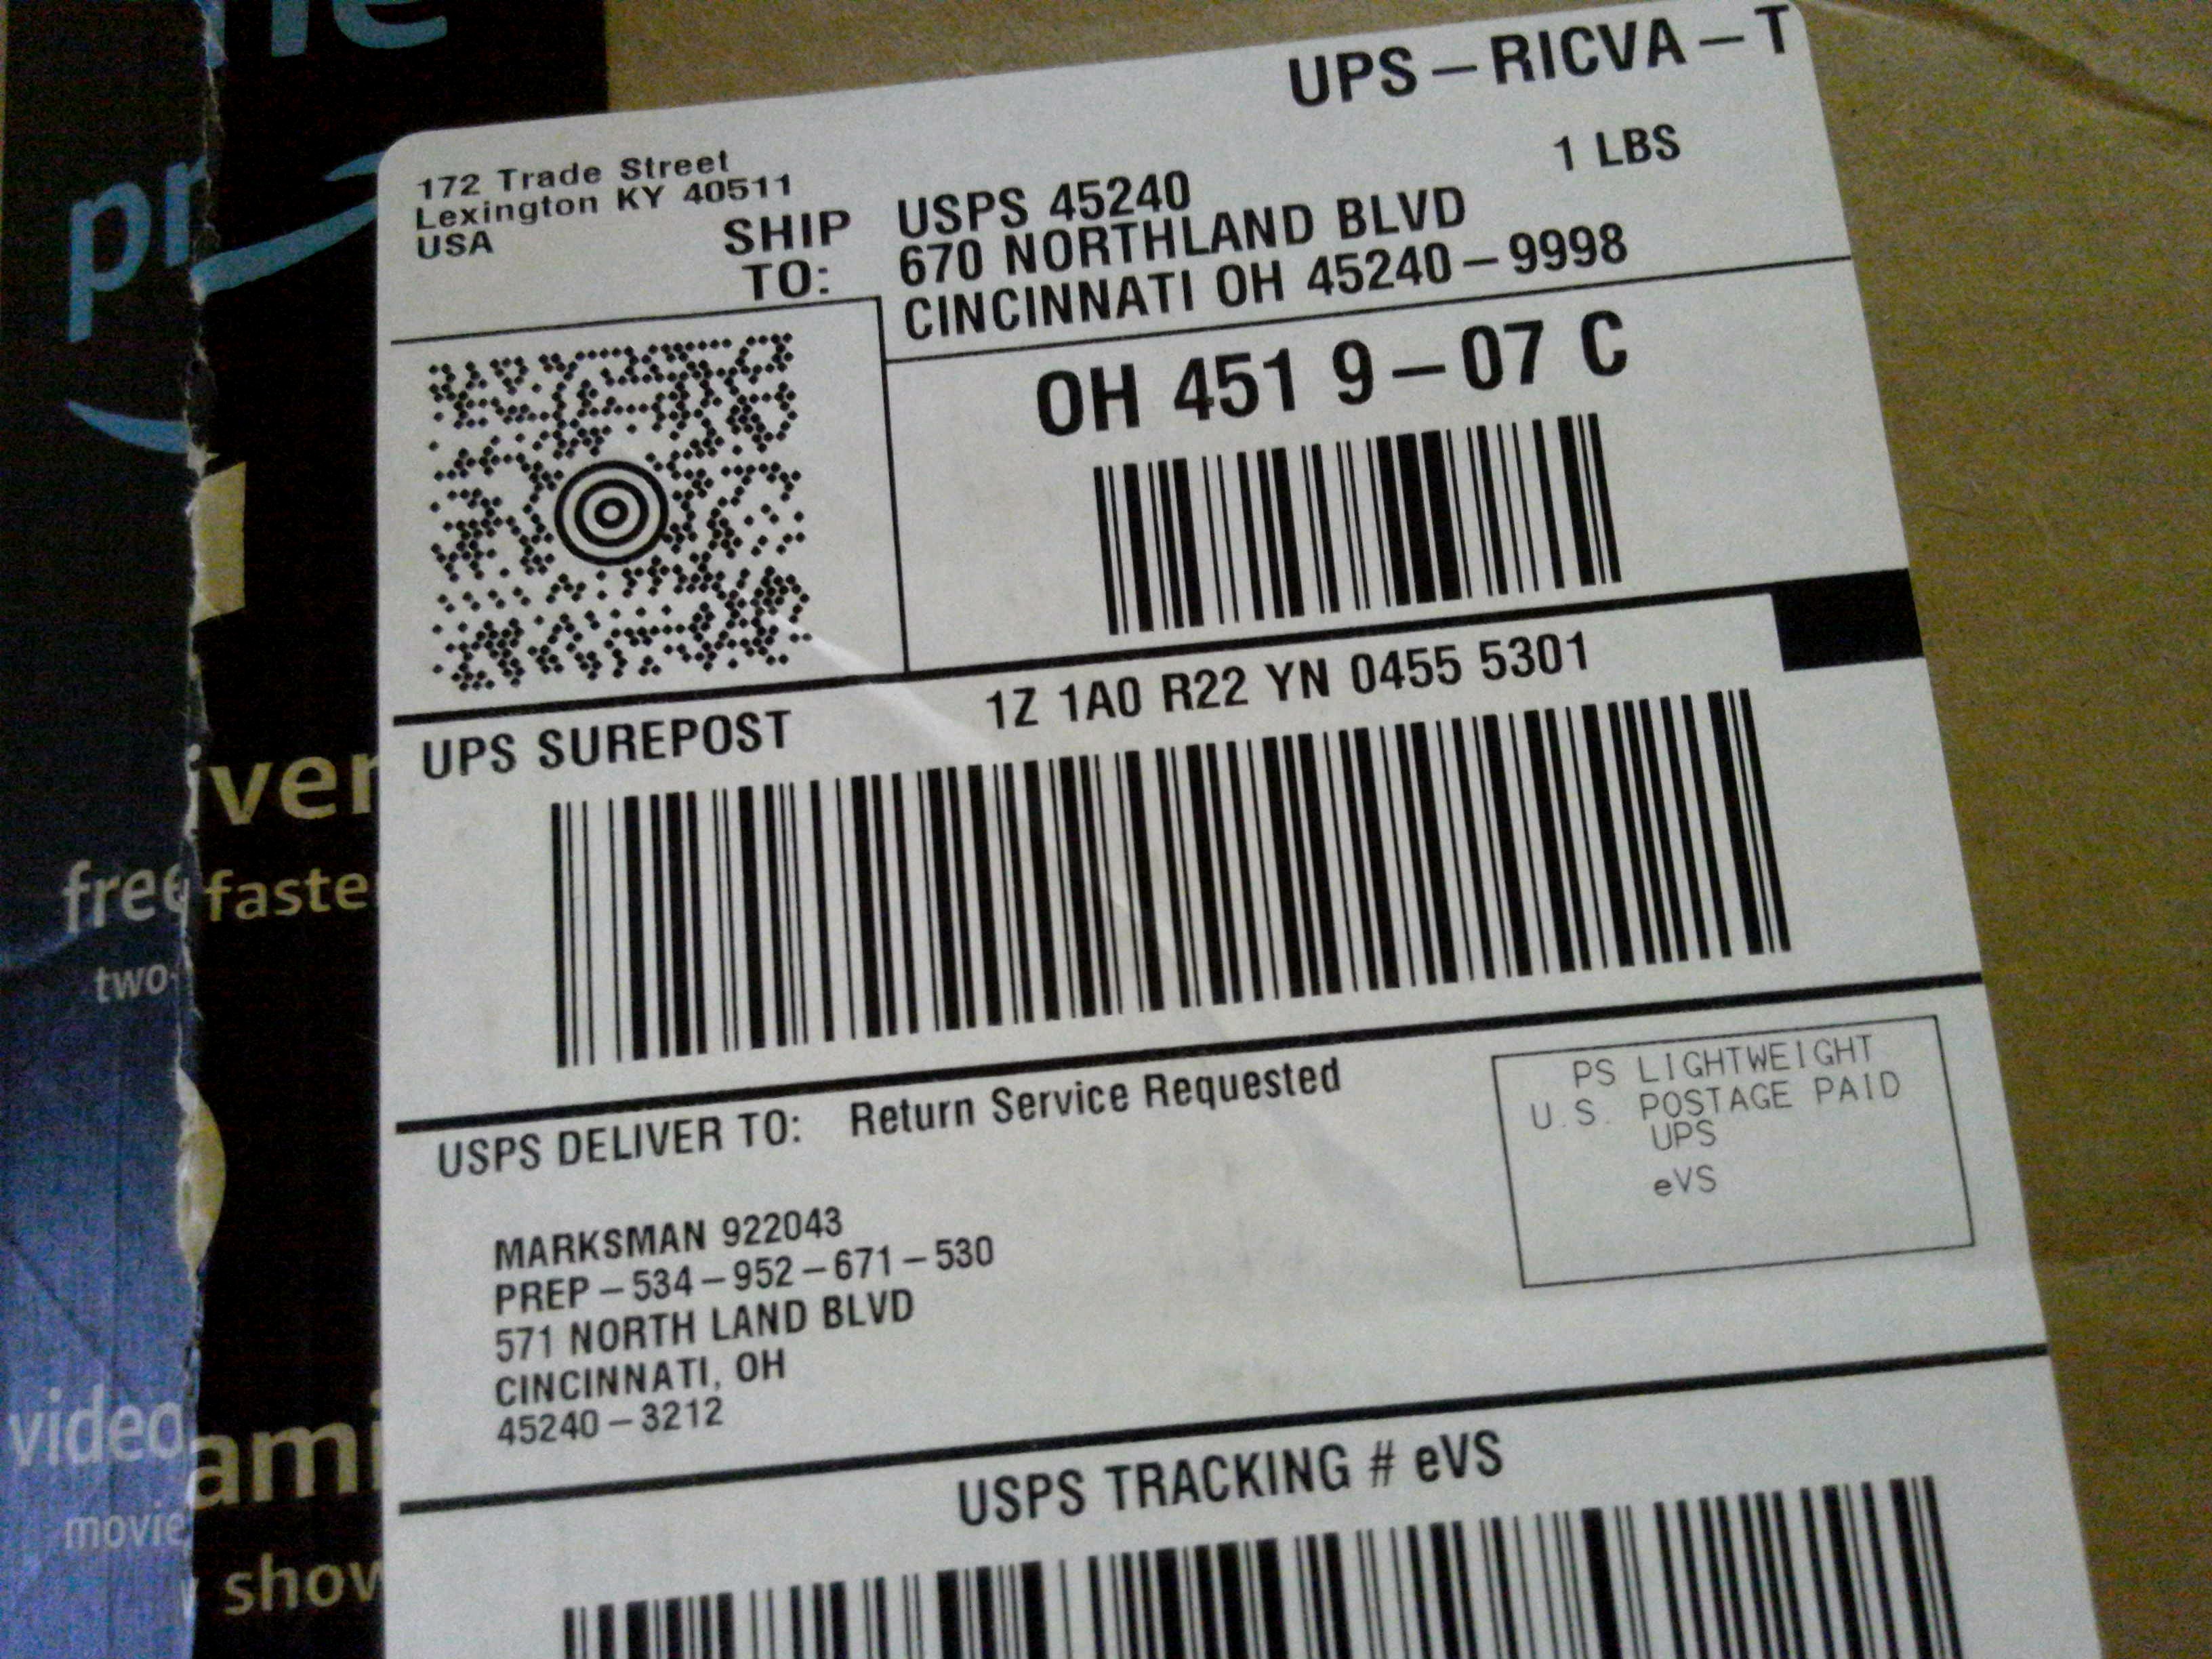 UPS-RICVA-T
1 LBS
172 Trade Street
Lexington KY 40511
USA
SHIP TO:
USPS 45240
670 NORTHLAND BLVD
CINCINNATI OH 45240-9998
OH 451 9-07 C
UPS SUREPOST
1Z 1A0 R22 YN 0455 5301
USPS DELIVER TO: Return Service Requested
PS LIGHTWEIGHT
U.S. POSTAGE PAID
UPS
eVS
MARKSMAN 922043
PREP-534-952-671-530
571 NORTH LAND BLVD
CINCINNATI, OH
45240-3212
USPS TRACKING # eVS
pr
iver
free
faste
two-
video
ami
movie
show